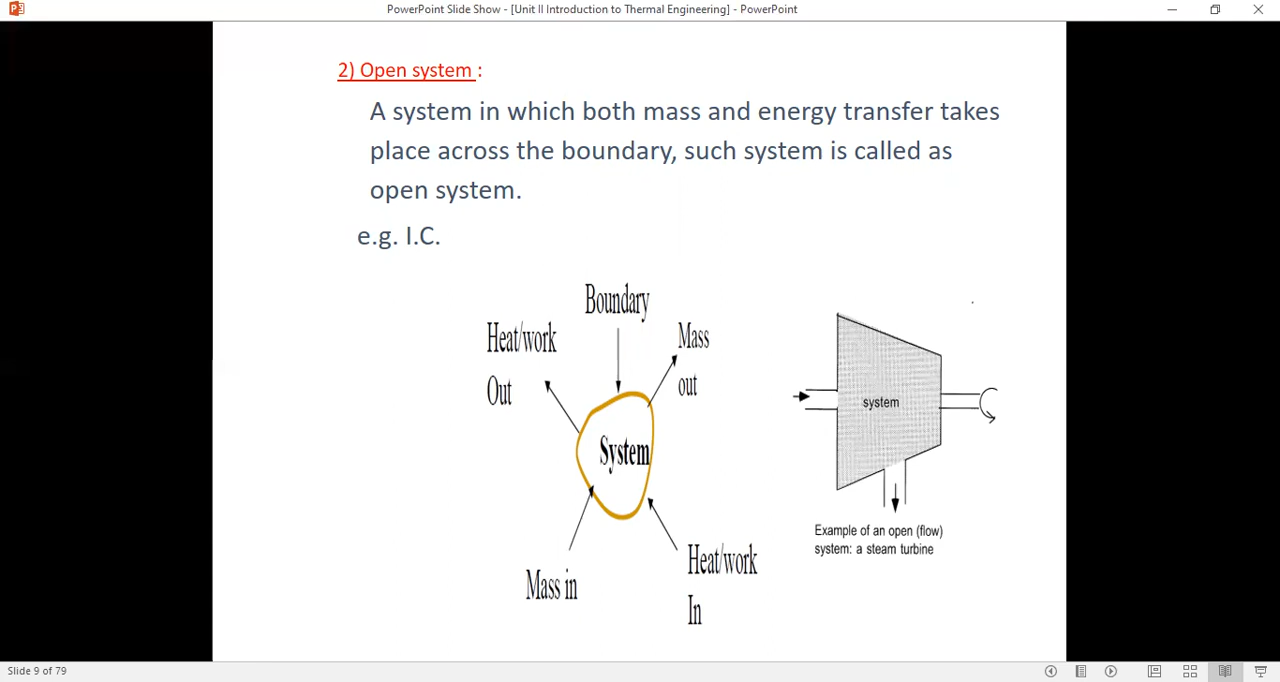 PowerPoint Slide Show - [Unit II Introduction to Thermal Engineering] - PowerPoint
2) Open system :
A system in which both mass and energy transfer takes
place across the boundary, such system is called as
open system.
e.g. I.C.
Boundary
Heat/work
Out
Mass
out
System
Mass in
Heat/work
In
system
Example of an open (flow)
system: a steam turbine
Slide 9 of 79